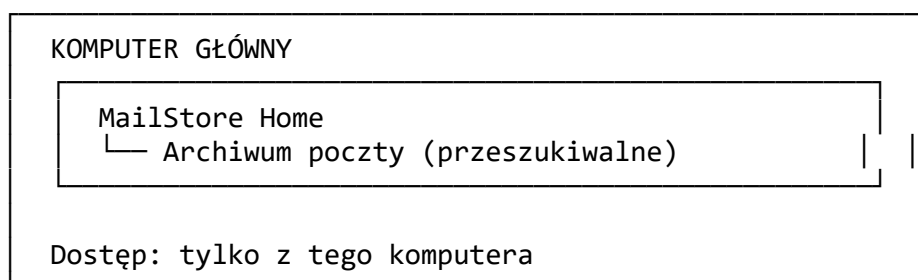 KOMPUTER GŁÓWNY
MailStore Home
└── Archiwum poczty (przeszukiwalne)
Dostęp: tylko z tego komputera